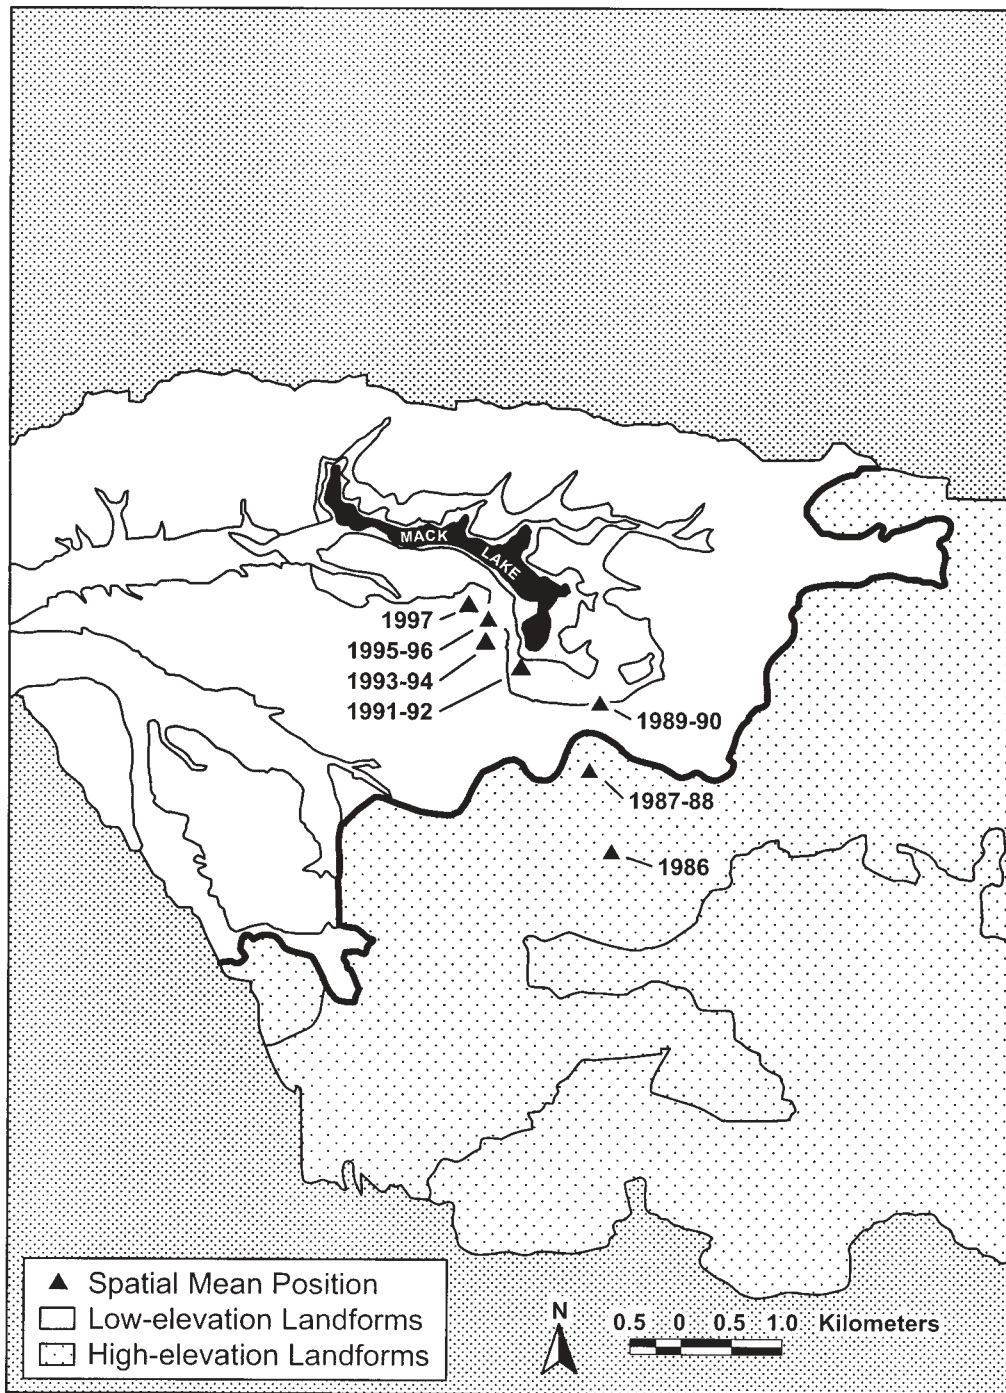 MACK
LAKE
1997
1995-96
1993-94
1991-92
1989-90
1987-88
1986
Spatial Mean Position
Low-elevation Landforms
High-elevation Landforms
N
0.5 0 0.5 1.0 Kilometers